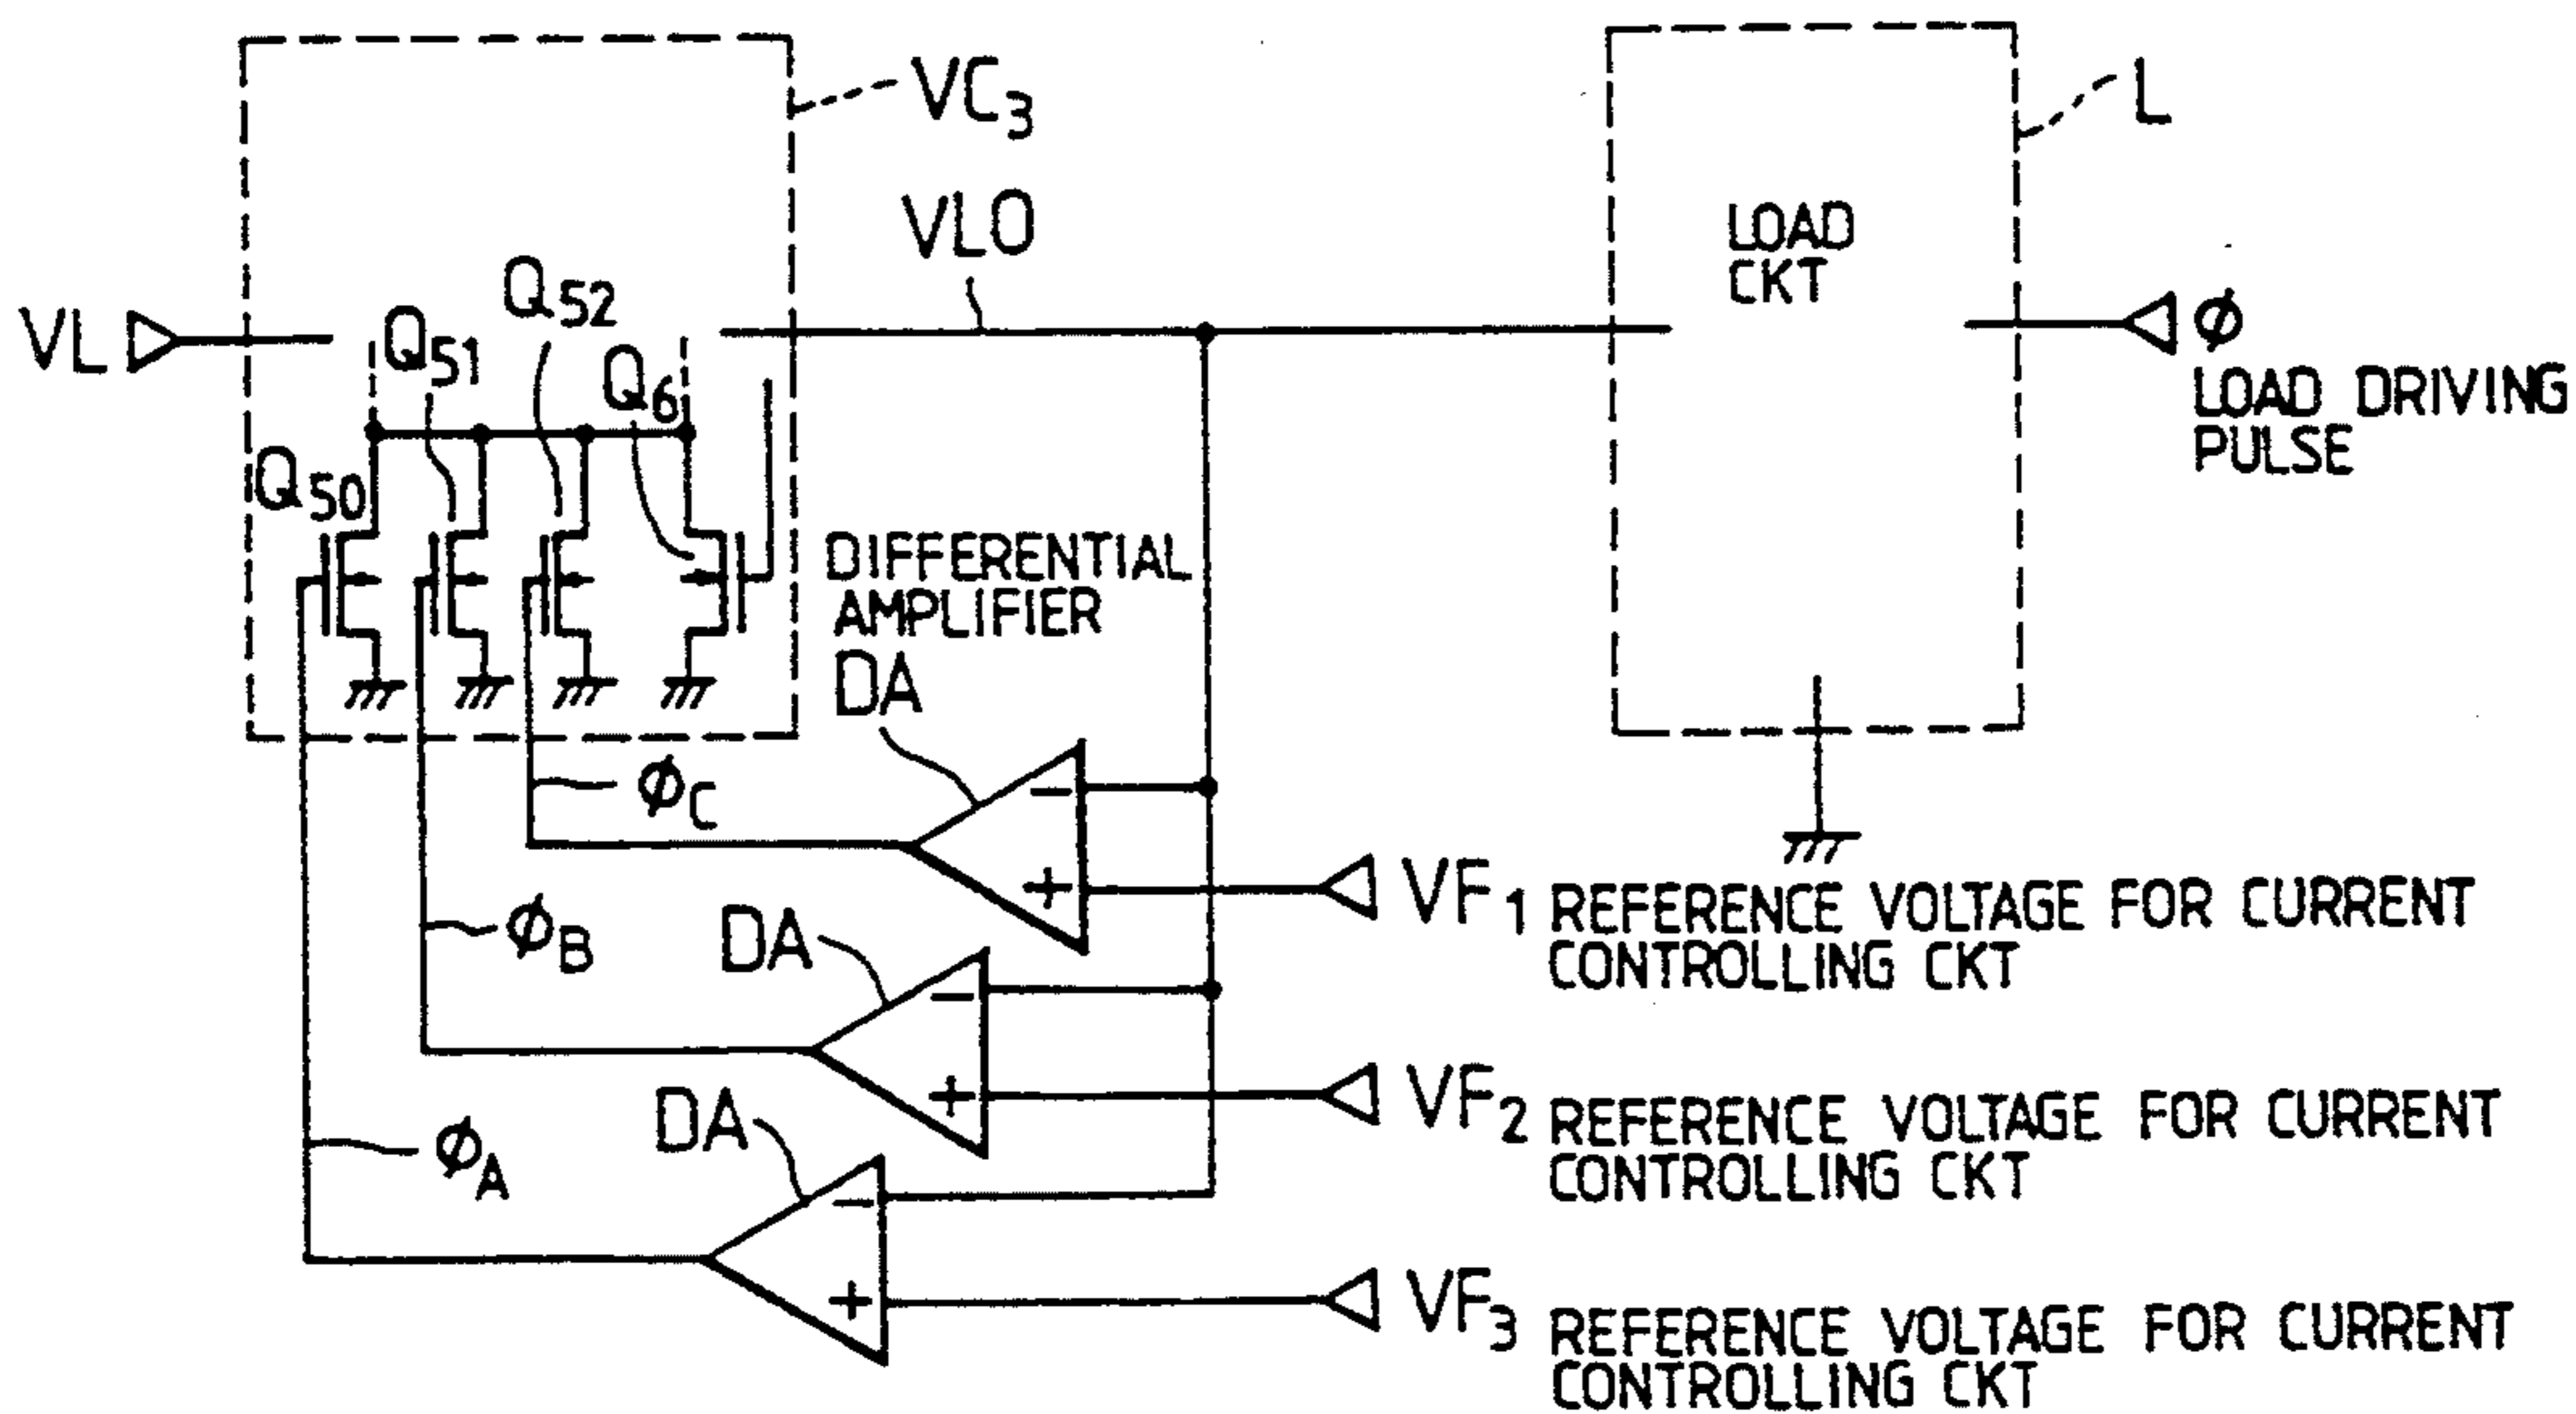 VC3
L
VLO
LOAD
CKT
VL
Q51
Q52
Q6
Q50
φ
LOAD DRIVING
PULSE
DIFFERENTIAL
AMPLIFIER
DA
−
+
φC
VF1 REFERENCE VOLTAGE FOR CURRENT
CONTROLLING CKT
φB
DA
−
+
VF2 REFERENCE VOLTAGE FOR CURRENT
CONTROLLING CKT
φA
DA
−
+
VF3 REFERENCE VOLTAGE FOR CURRENT
CONTROLLING CKT